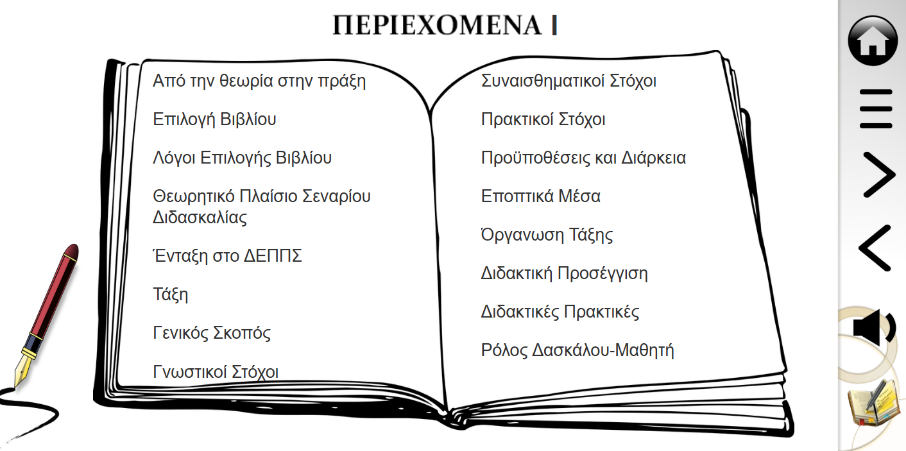 ΠΕΡΙΕΧΟΜΕΝΑ Ι
Από την θεωρία στην πράξη
Επιλογή Βιβλίου
Λόγοι Επιλογής Βιβλίου
Θεωρητικό Πλαίσιο Σεναρίου
Διδασκαλίας
Ένταξη στο ΔΕΠΠΣ
Τάξη
Γενικός Σκοπός
Γνωστικοί Στόχοι
Συναισθηματικοί Στόχοι
Πρακτικοί Στόχοι
Προϋποθέσεις και Διάρκεια
Εποπτικά Μέσα
Όργανωση Τάξης
Διδακτική Προσέγγιση
Διδακτικές Πρακτικές
Ρόλος Δασκάλου-Μαθητή